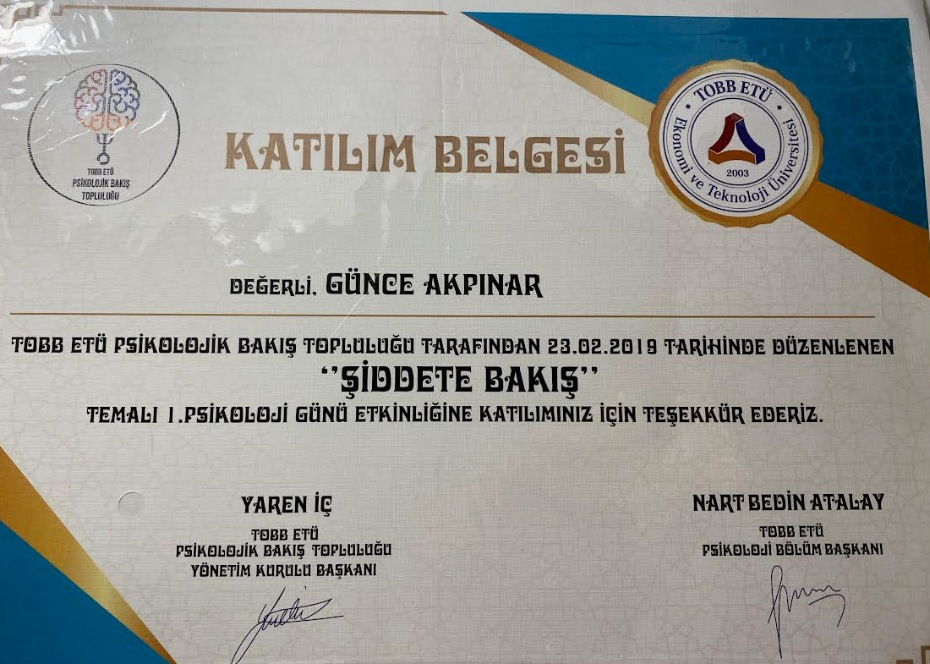 TOBB ETÜ
PSİKOLOJİK BAKIŞ
TOPLULUĞU
KATILIM BELGESİ
TOBB ETÜ
Ekonomi ve Teknoloji Üniversitesi
2003
DEĞERLİ, GÜNCE AKPINAR
TOBB ETÜ PSİKOLOJİK BAKIŞ TOPLULUĞU TARAFINDAN 23.02.2019 TARİHİNDE DÜZENLENEN
‘‘ŞİDDETE BAKIŞ’’
TEMALI 1.PSİKOLOJİ GÜNÜ ETKİNLİĞİNE KATILIMINIZ İÇİN TEŞEKKÜR EDERİZ.
YAREN İÇ
TOBB ETÜ
PSİKOLOJİK BAKIŞ TOPLULUĞU
YÖNETİM KURULU BAŞKANI
NART BEDİN ATALAY
TOBB ETÜ
PSİKOLOJİ BÖLÜM BAŞKANI